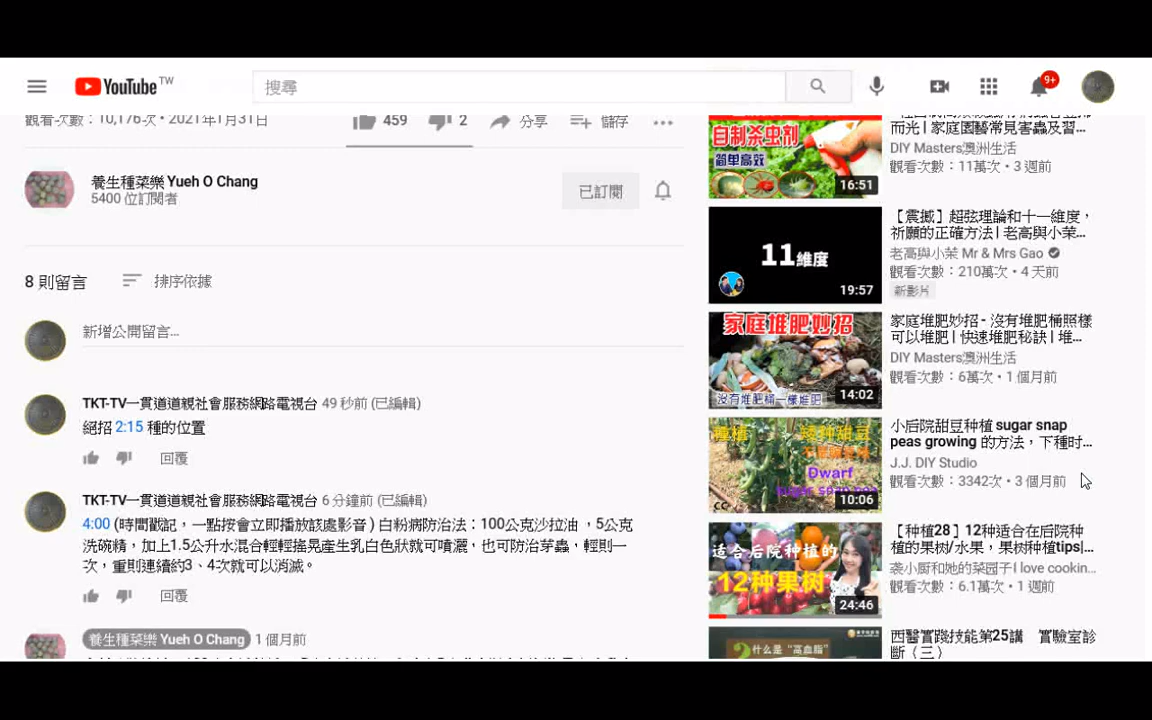 YouTube TW
搜尋
9+
觀看次數：10,176次・2021年1月31日
459
2
分享
儲存
養生種菜樂 Yueh O Chang
5400 位訂閱者
已訂閱
8 則留言
排序依據
新增公開留言...
TKT-TV一貫道道親社會服務網路電視台 49 秒前 (已編輯)
絕招 2:15 種的位置
回覆
TKT-TV一貫道道親社會服務網路電視台 6 分鐘前 (已編輯)
4:00 (時間戳記，一點按會立即播放該處影音 ) 白粉病防治法：100公克沙拉油 ，5公克
洗碗精，加上1.5公升水混合輕輕搖晃產生乳白色狀就可噴灑，也可防治芽蟲，輕則一
次，重則連續約3、4次就可以消滅。
回覆
養生種菜樂 Yueh O Chang 1 個月前
自制杀虫剂
简单高效
16:51
而光 | 家庭園藝常見害蟲及習...
DIY Masters澳洲生活
觀看次數：11萬次・3 週前
11維度
19:57
【震撼】超弦理論和十一維度，
祈願的正確方法 | 老高與小茉...
老高與小茉 Mr & Mrs Gao
觀看次數：210萬次・4 天前
新影片
家庭堆肥妙招
没有堆肥桶一樣堆肥
14:02
家庭堆肥妙招 - 沒有堆肥桶照樣
可以堆肥 | 快速堆肥秘訣 | 堆...
DIY Masters澳洲生活
觀看次數：6萬次・1 個月前
Dwarf
10:06
小后院甜豆种植 sugar snap
peas growing 的方法，下種时...
J.J. DIY Studio
觀看次數：3342次・3 個月前
适合后院种植的
12种果树
24:46
【种植28】12种适合在后院种
植的果树/水果，果树种植tips|...
袭小厨和她的菜园子I love cookin...
觀看次數：6.1萬次・1 週前
什么是“高血脂”
西醫實踐技能第25講 實驗室診
斷（三）